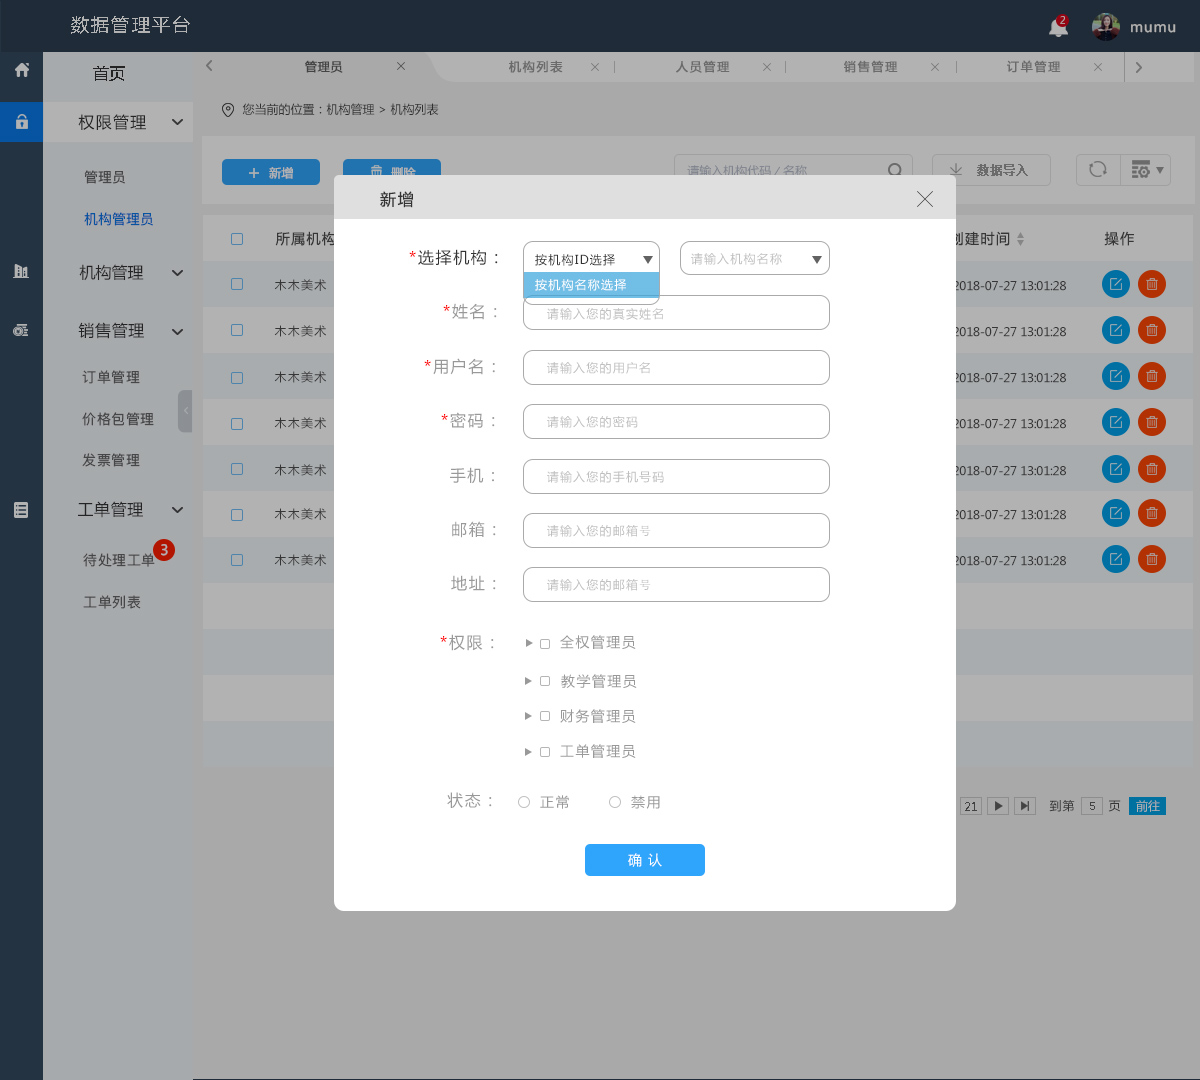 数据管理平台
2
mumu
首页
管理员
机构列表
人员管理
销售管理
订单管理
您当前的位置：机构管理 > 机构列表
权限管理
管理员
机构管理员
机构管理
销售管理
订单管理
价格包管理
发票管理
工单管理
待处理工单
3
工单列表
+ 新增
删除
请输入机构代码 / 名称
数据导入
所属机构
创建时间
操作
木木美术
2018-07-27 13:01:28
木木美术
2018-07-27 13:01:28
木木美术
2018-07-27 13:01:28
木木美术
2018-07-27 13:01:28
木木美术
2018-07-27 13:01:28
木木美术
2018-07-27 13:01:28
木木美术
2018-07-27 13:01:28
21
到第 5 页 前往
新增
*选择机构：
按机构ID选择
请输入机构名称
按机构名称选择
*姓名：
请输入您的真实姓名
*用户名：
请输入您的用户名
*密码：
请输入您的密码
手机：
请输入您的手机号码
邮箱：
请输入您的邮箱号
地址：
请输入您的邮箱号
*权限：
全权管理员
教学管理员
财务管理员
工单管理员
状态：
正常
禁用
确 认